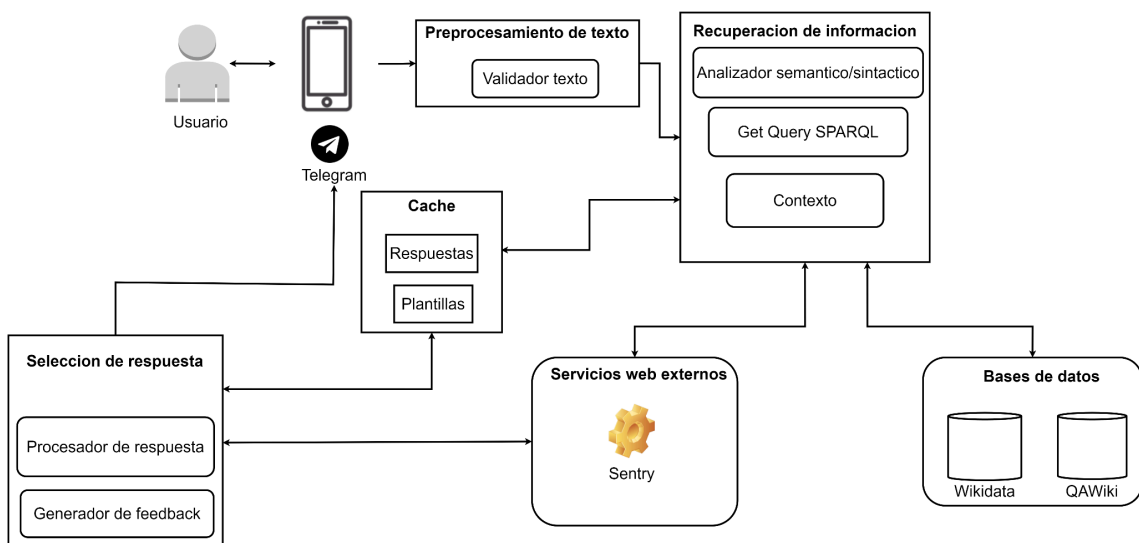 Usuario
Telegram
Preprocesamiento de texto
Validador texto
Recuperacion de informacion
Analizador semantico/sintactico
Get Query SPARQL
Contexto
Cache
Respuestas
Plantillas
Seleccion de respuesta
Procesador de respuesta
Generador de feedback
Servicios web externos
Sentry
Bases de datos
Wikidata
QAWiki